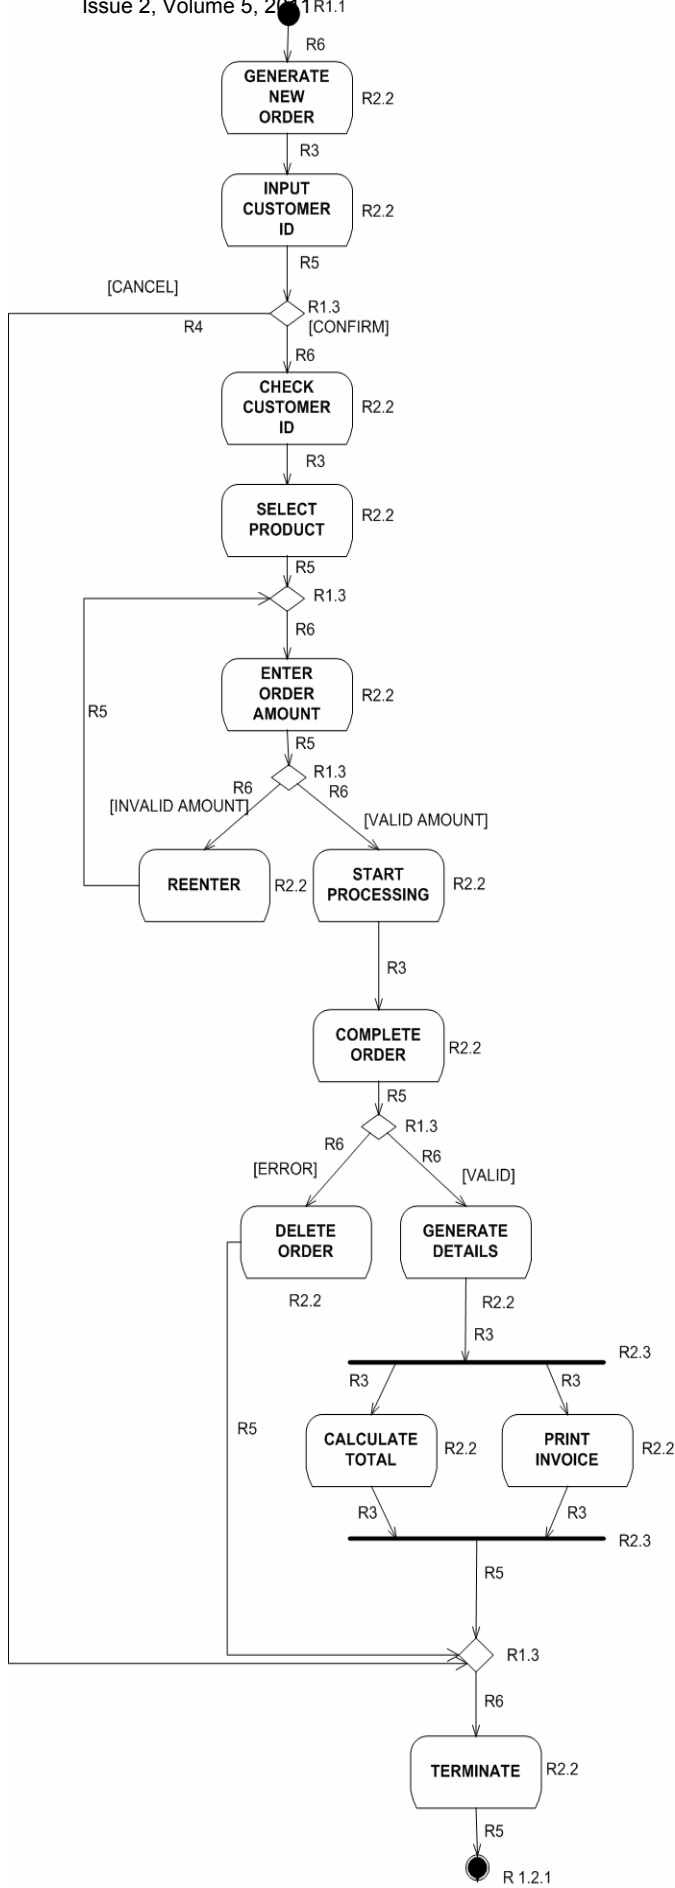 Issue 2, Volume 5, 2011
R1.1
R6
GENERATE
NEW
ORDER
R2.2
R3
INPUT
CUSTOMER
ID
R2.2
R5
[CANCEL]
R4
R1.3
[CONFIRM]
R6
CHECK
CUSTOMER
ID
R2.2
R3
SELECT
PRODUCT
R2.2
R5
R1.3
R6
ENTER
ORDER
AMOUNT
R2.2
R5
R5
R1.3
R6
R6
[INVALID AMOUNT]
[VALID AMOUNT]
REENTER
R2.2
START
PROCESSING
R2.2
R3
COMPLETE
ORDER
R2.2
R5
R1.3
R6
R6
[ERROR]
[VALID]
DELETE
ORDER
R2.2
GENERATE
DETAILS
R2.2
R3
R2.3
R3
R3
R5
CALCULATE
TOTAL
R2.2
PRINT
INVOICE
R2.2
R3
R3
R2.3
R5
R1.3
R6
TERMINATE
R2.2
R5
R 1.2.1